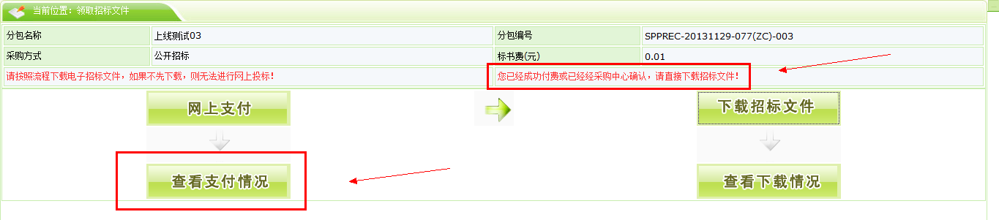 当前位置：领取招标文件
分包名称 上线测试03 分包编号 SPPREC-20131129-077(ZC)-003
采购方式 公开招标 标书费(元) 0.01
请按照流程下载电子招标文件，如果不先下载，则无法进行网上投标！ 您已经成功付费或已经经采购中心确认，请直接下载招标文件！
网上支付 下载招标文件
查看支付情况 查看下载情况